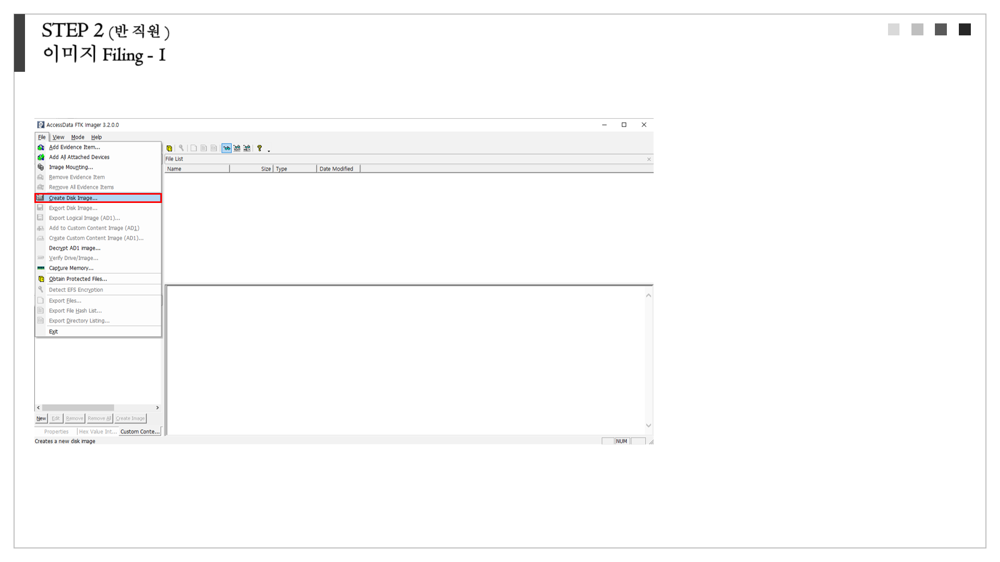 STEP 2 (반 직원 )
이미지 Filing - I
AccessData FTK Imager 3.2.0.0
File View Mode Help
Add Evidence Item...
Add All Attached Devices
Image Mounting...
Remove Evidence Item
Remove All Evidence Items
Create Disk Image...
Export Disk Image...
Export Logical Image (AD1)...
Add to Custom Content Image (AD1)
Create Custom Content Image (AD1)...
Decrypt AD1 image...
Verify Drive/Image...
Capture Memory...
Obtain Protected Files...
Detect EFS Encryption
Export Files...
Export File Hash List...
Export Directory Listing...
Exit
TEXT HEX
File List
Name Size Type Date Modified
New Edit Remove Remove All Create Image
Properties Hex Value Int... Custom Conte...
Creates a new disk image
NUM